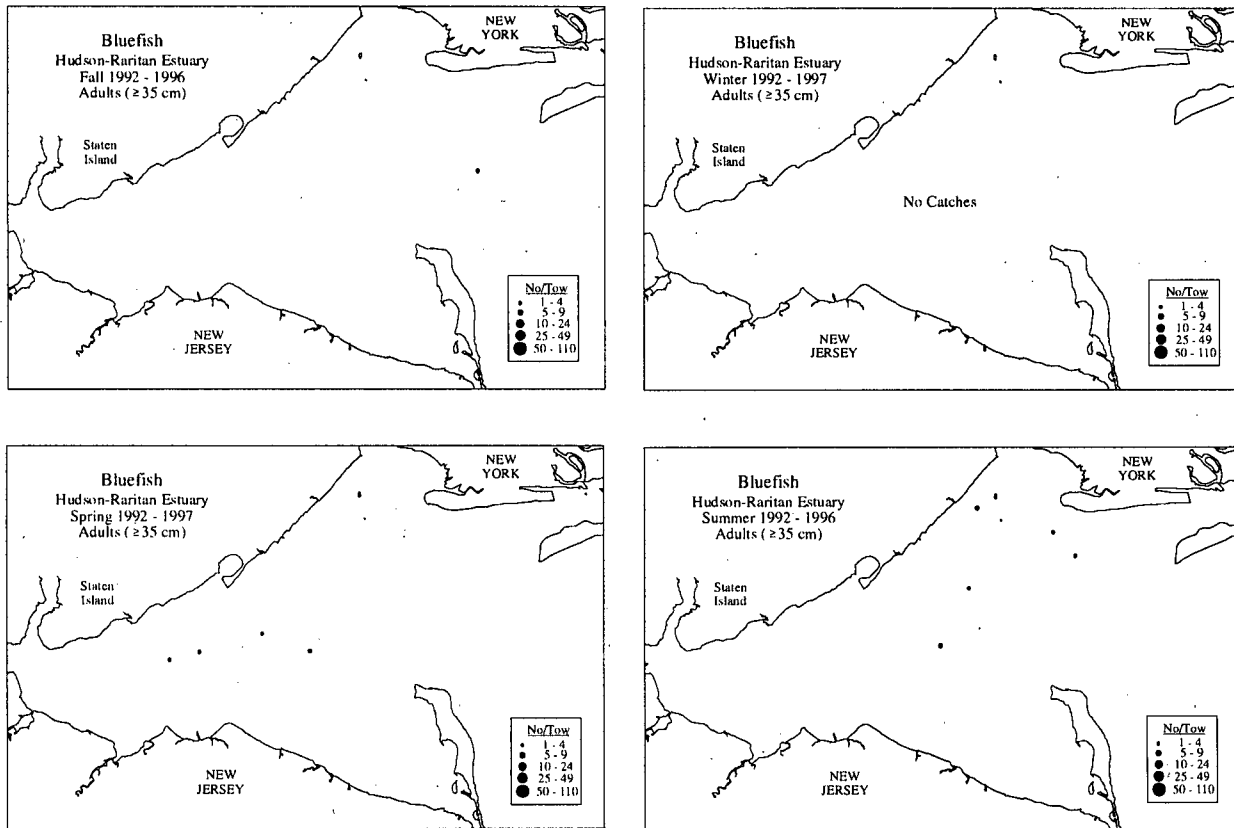 Bluefish
Hudson-Raritan Estuary
Fall 1992 - 1996
Adults (≥35 cm)
NEW
YORK
Staten
Island
NEW
JERSEY
No/Tow
1 - 4
5 - 9
10 - 24
25 - 49
50 - 110
Bluefish
Hudson-Raritan Estuary
Winter 1992 - 1997
Adults (≥35 cm)
NEW
YORK
Staten
Island
No Catches
NEW
JERSEY
No/Tow
1 - 4
5 - 9
10 - 24
25 - 49
50 - 110
Bluefish
Hudson-Raritan Estuary
Spring 1992 - 1997
Adults (≥35 cm)
NEW
YORK
Staten
Island
NEW
JERSEY
No/Tow
1 - 4
5 - 9
10 - 24
25 - 49
50 - 110
Bluefish
Hudson-Raritan Estuary
Summer 1992 - 1996
Adults (≥35 cm)
NEW
YORK
Staten
Island
NEW
JERSEY
No/Tow
1 - 4
5 - 9
10 - 24
25 - 49
50 - 110